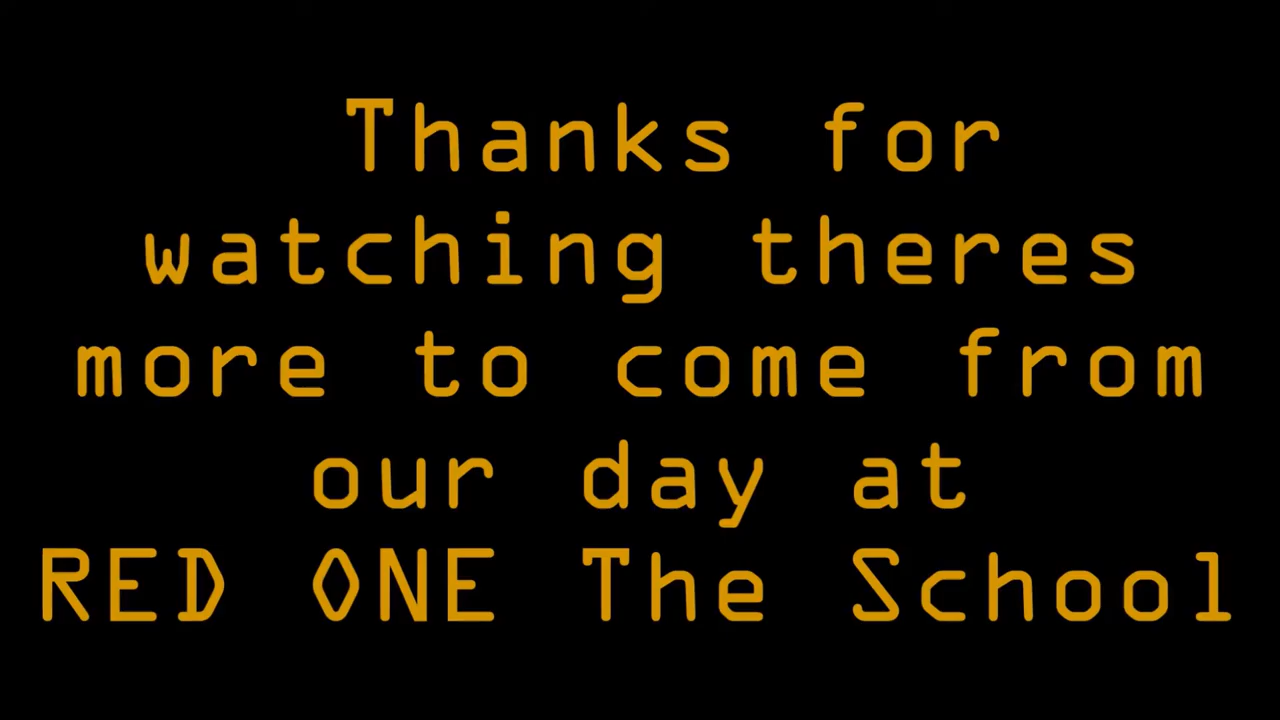 Thanks for
watching theres
more to come from
our day at
RED ONE The School